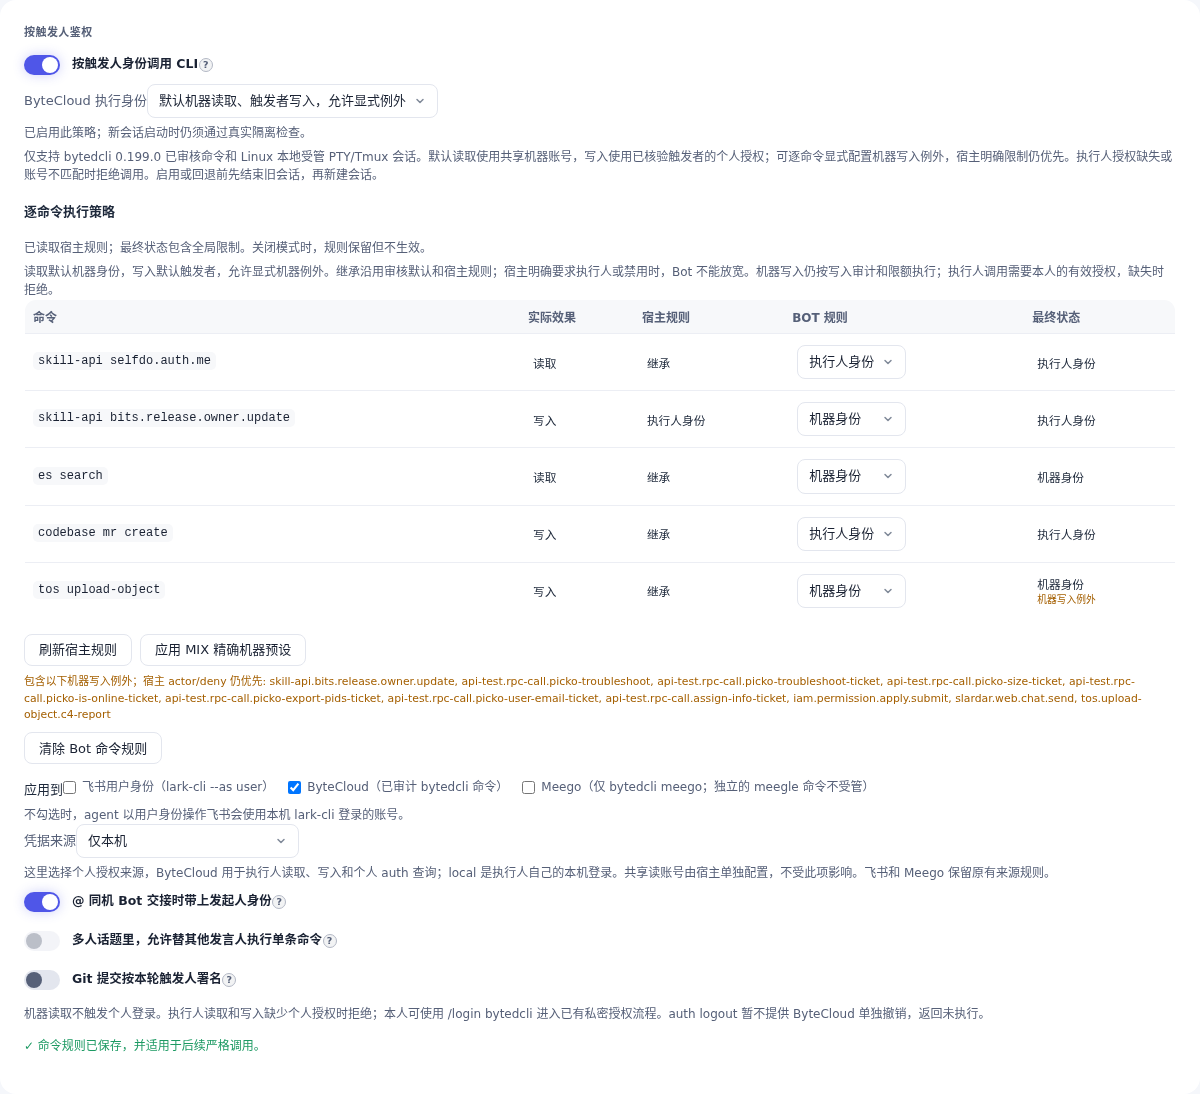 按触发人鉴权
按触发人身份调用 CLI ?
ByteCloud 执行身份 默认机器读取、触发者写入，允许显式例外
已启用此策略；新会话启动时仍须通过真实隔离检查。
仅支持 bytedcli 0.199.0 已审核命令和 Linux 本地受管 PTY/Tmux 会话。默认读取使用共享机器账号，写入使用已核验触发者的个人授权；可逐命令显式配置机器写入例外，宿主明确限制仍优先。执行人授权缺失或
账号不匹配时拒绝调用。启用或回退前先结束旧会话，再新建会话。
逐命令执行策略
已读取宿主规则；最终状态包含全局限制。关闭模式时，规则保留但不生效。
读取默认机器身份，写入默认触发者，允许显式机器例外。继承沿用审核默认和宿主规则；宿主明确要求执行人或禁用时，Bot 不能放宽。机器写入仍按写入审计和限额执行；执行人调用需要本人的有效授权，缺失时
拒绝。
命令 实际效果 宿主规则 BOT 规则 最终状态
skill-api selfdo.auth.me 读取 继承 执行人身份 执行人身份
skill-api bits.release.owner.update 写入 执行人身份 机器身份 执行人身份
es search 读取 继承 机器身份 机器身份
codebase mr create 写入 继承 执行人身份 执行人身份
tos upload-object 写入 继承 机器身份 机器身份
机器写入例外
刷新宿主规则 应用 MIX 精确机器预设
包含以下机器写入例外；宿主 actor/deny 仍优先: skill-api.bits.release.owner.update, api-test.rpc-call.picko-troubleshoot, api-test.rpc-call.picko-troubleshoot-ticket, api-test.rpc-call.picko-size-ticket, api-test.rpc-
call.picko-is-online-ticket, api-test.rpc-call.picko-export-pids-ticket, api-test.rpc-call.picko-user-email-ticket, api-test.rpc-call.assign-info-ticket, iam.permission.apply.submit, slardar.web.chat.send, tos.upload-
object.c4-report
清除 Bot 命令规则
应用到 飞书用户身份（lark-cli --as user） ByteCloud（已审计 bytedcli 命令） Meego（仅 bytedcli meego；独立的 meegle 命令不受管）
不勾选时，agent 以用户身份操作飞书会使用本机 lark-cli 登录的账号。
凭据来源 仅本机
这里选择个人授权来源，ByteCloud 用于执行人读取、写入和个人 auth 查询；local 是执行人自己的本机登录。共享读账号由宿主单独配置，不受此项影响。飞书和 Meego 保留原有来源规则。
@ 同机 Bot 交接时带上发起人身份 ?
多人话题里，允许替其他发言人执行单条命令 ?
Git 提交按本轮触发人署名 ?
机器读取不触发个人登录。执行人读取和写入缺少个人授权时拒绝；本人可使用 /login bytedcli 进入已有私密授权流程。auth logout 暂不提供 ByteCloud 单独撤销，返回未执行。
✓ 命令规则已保存，并适用于后续严格调用。